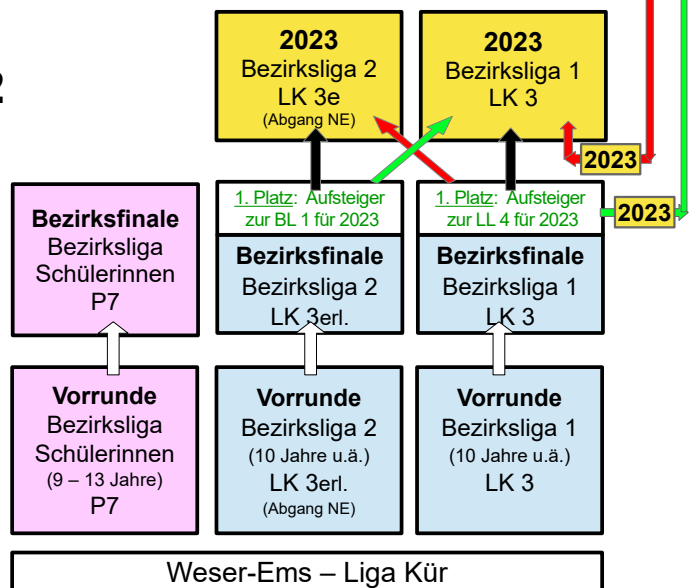 2
2023
Bezirksliga 2
LK 3e
(Abgang NE)
2023
Bezirksliga 1
LK 3
2023
2023
1. Platz: Aufsteiger
zur BL 1 für 2023
1. Platz: Aufsteiger
zur LL 4 für 2023
Bezirksfinale
Bezirksliga
Schülerinnen
P7
Bezirksfinale
Bezirksliga 2
LK 3erl.
Bezirksfinale
Bezirksliga 1
LK 3
Vorrunde
Bezirksliga
Schülerinnen
(9 – 13 Jahre)
P7
Vorrunde
Bezirksliga 2
(10 Jahre u.ä.)
LK 3erl.
(Abgang NE)
Vorrunde
Bezirksliga 1
(10 Jahre u.ä.)
LK 3
Weser-Ems – Liga Kür